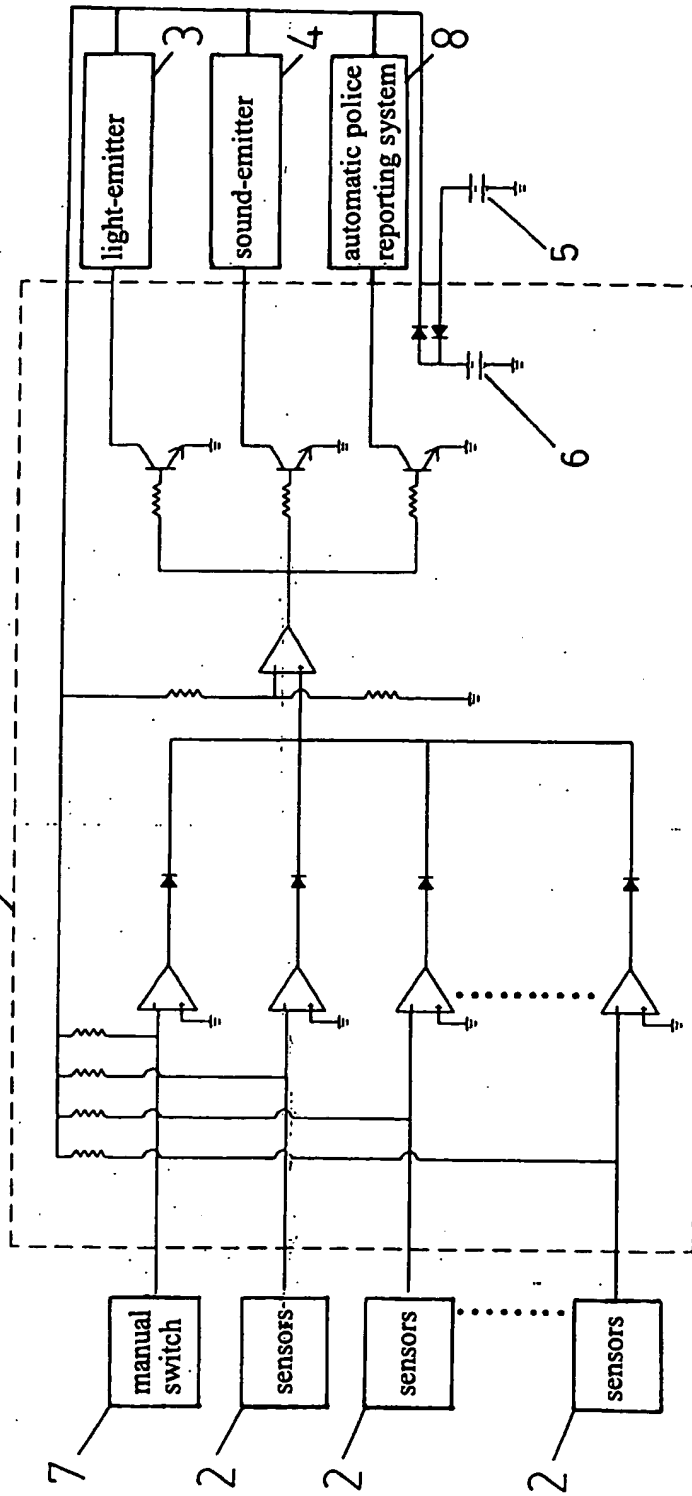 7
manual
switch
2
sensors
2
sensors
2
sensors
light-emitter
3
sound-emitter
4
automatic police
reporting system
8
5
6